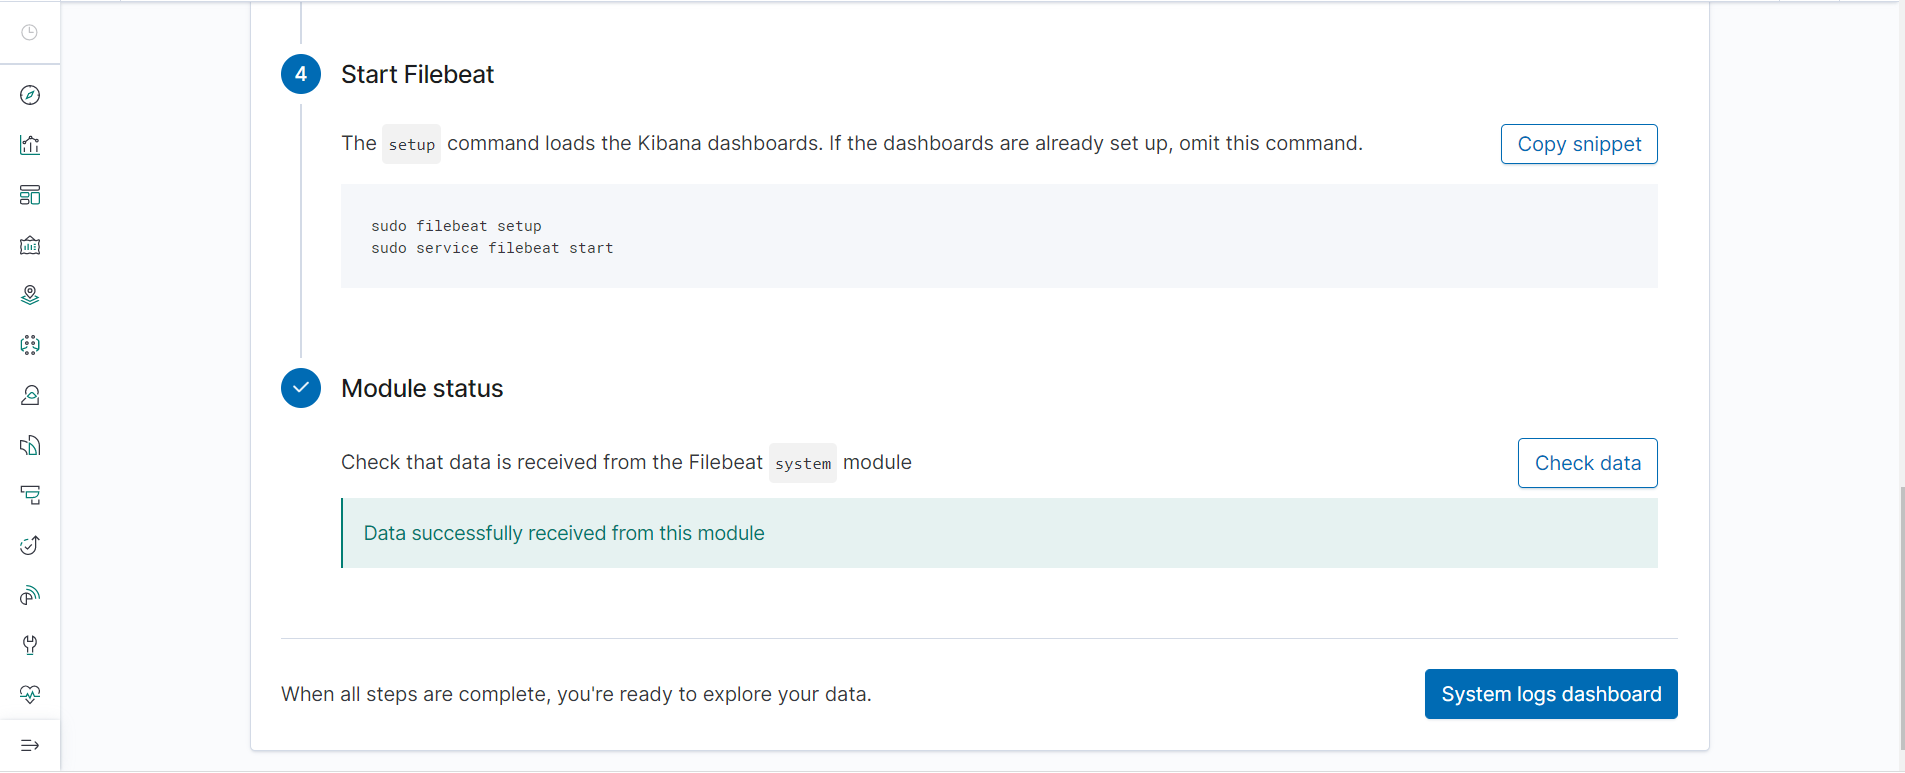 4 Start Filebeat
The setup command loads the Kibana dashboards. If the dashboards are already set up, omit this command.
Copy snippet
sudo filebeat setup
sudo service filebeat start
Module status
Check that data is received from the Filebeat system module
Check data
Data successfully received from this module
When all steps are complete, you're ready to explore your data.
System logs dashboard